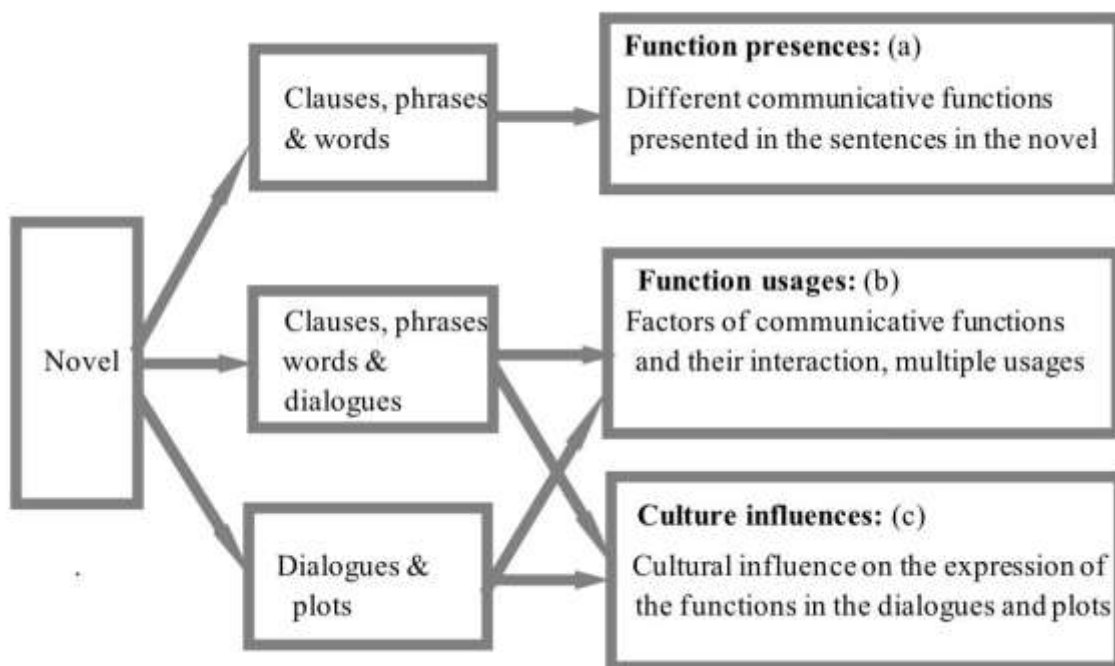 Novel
Clauses, phrases
& words
Clauses, phrases
words &
dialogues
Dialogues &
plots
Function presences: (a)
Different communicative functions
presented in the sentences in the novel
Function usages: (b)
Factors of communicative functions
and their interaction, multiple usages
Culture influences: (c)
Cultural influence on the expression of
the functions in the dialogues and plots